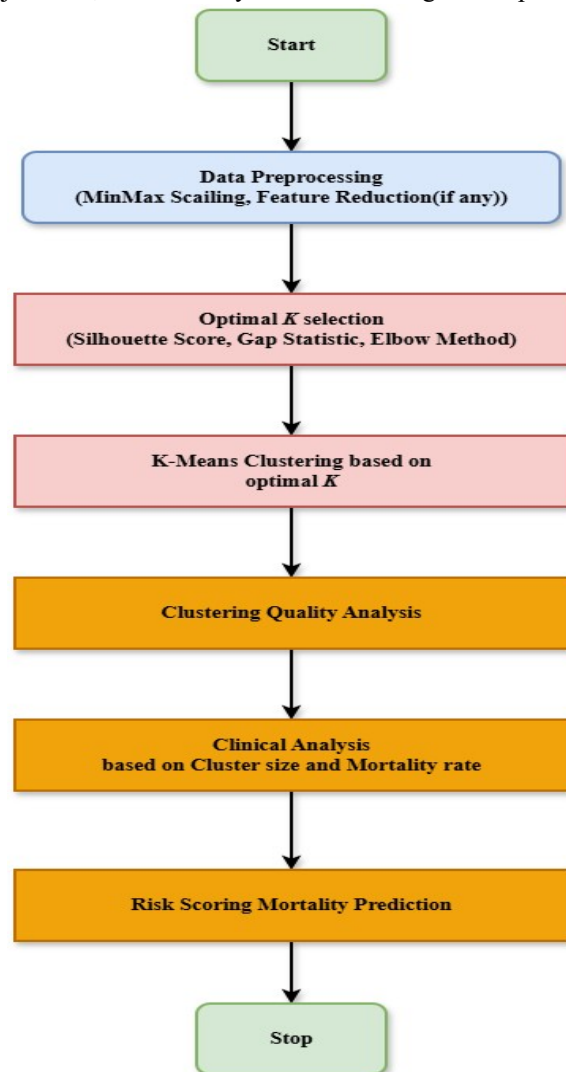 Start
Data Preprocessing
(MinMax Scailing, Feature Reduction(if any))
Optimal K selection
(Silhouette Score, Gap Statistic, Elbow Method)
K-Means Clustering based on
optimal K
Clustering Quality Analysis
Clinical Analysis
based on Cluster size and Mortality rate
Risk Scoring Mortality Prediction
Stop